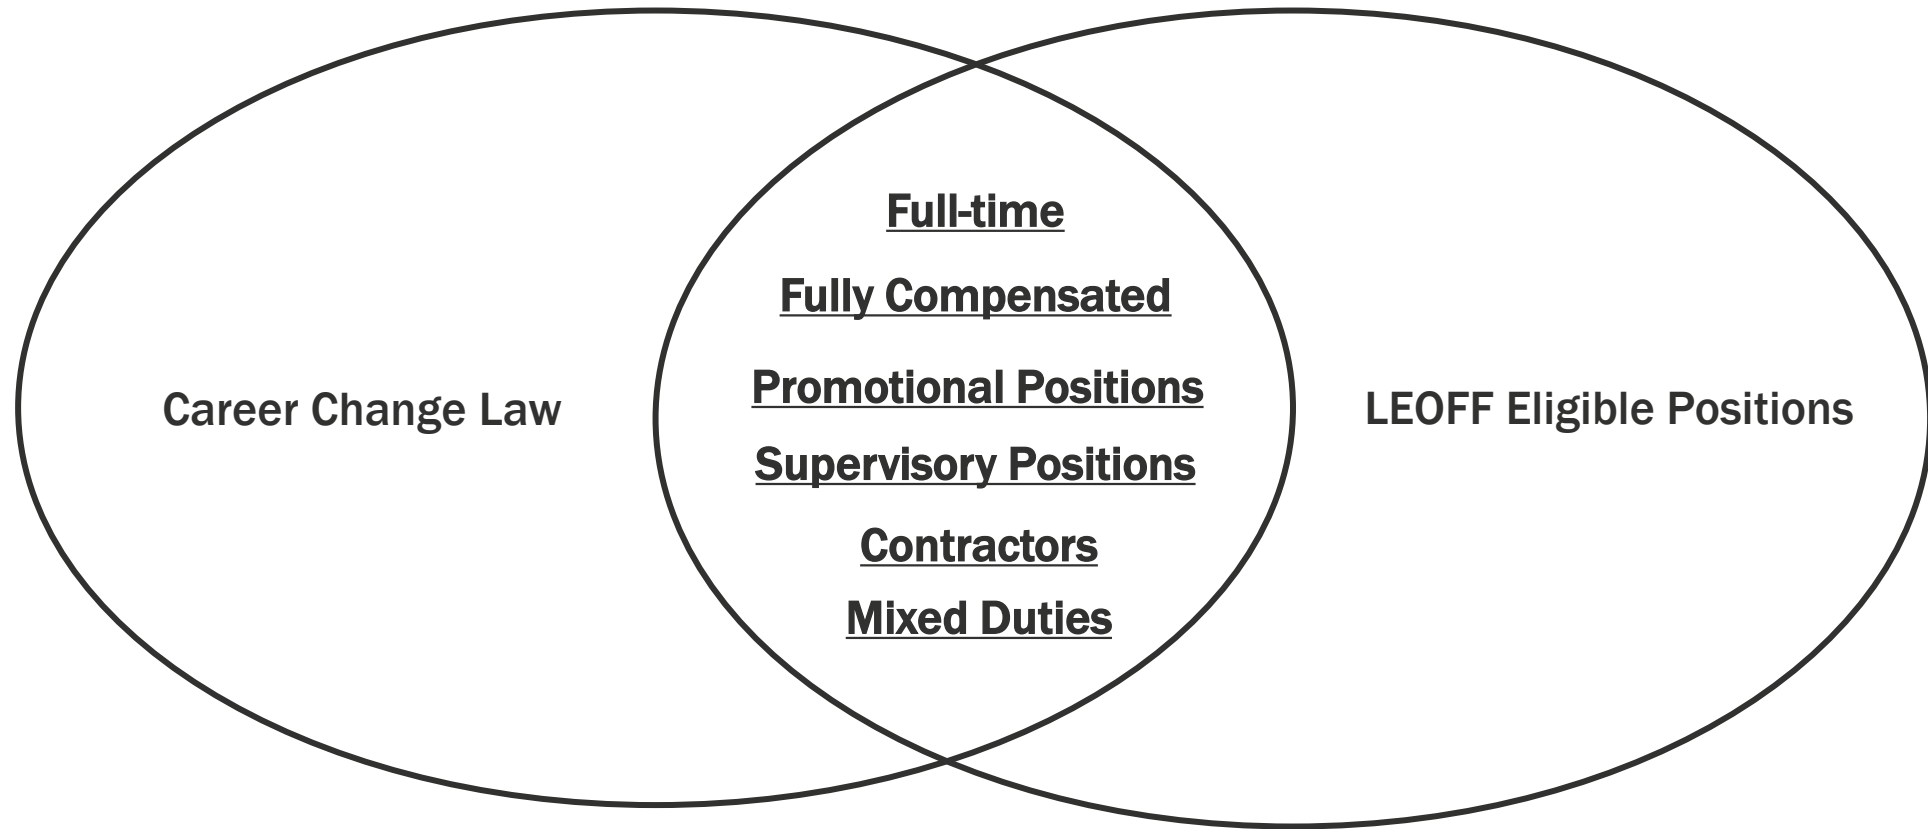 Full-time
Fully Compensated
Promotional Positions
Career Change Law
LEOFF Eligible Positions
Supervisory Positions
Contractors
Mixed Duties